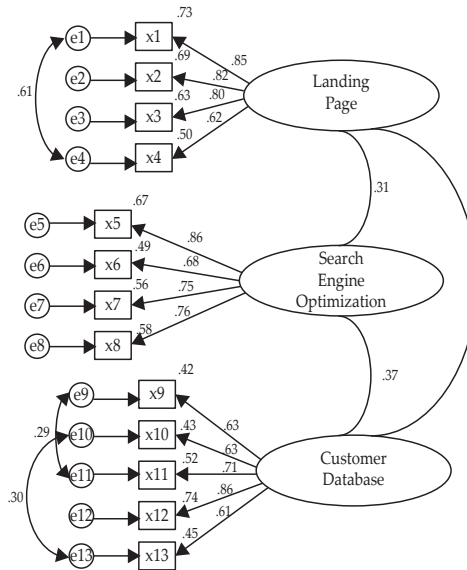 .73
e1 x1
.69 .85
e2 x2 .82
Landing
Page
.63 .80
.61
e3 x3 .62
.50
e4 x4
.31
.67
e5 x5
.49 .86
e6 x6 .68
Search
Engine
Optimization
.56 .75
e7 x7 .76
.58
e8 x8
.42
.37
e9 x9
.43 .63
.29 e10 x10 .63
Customer
Database
.52 .71
e11 x11
.30
.74 .86
e12 x12 .61
.45
e13 x13